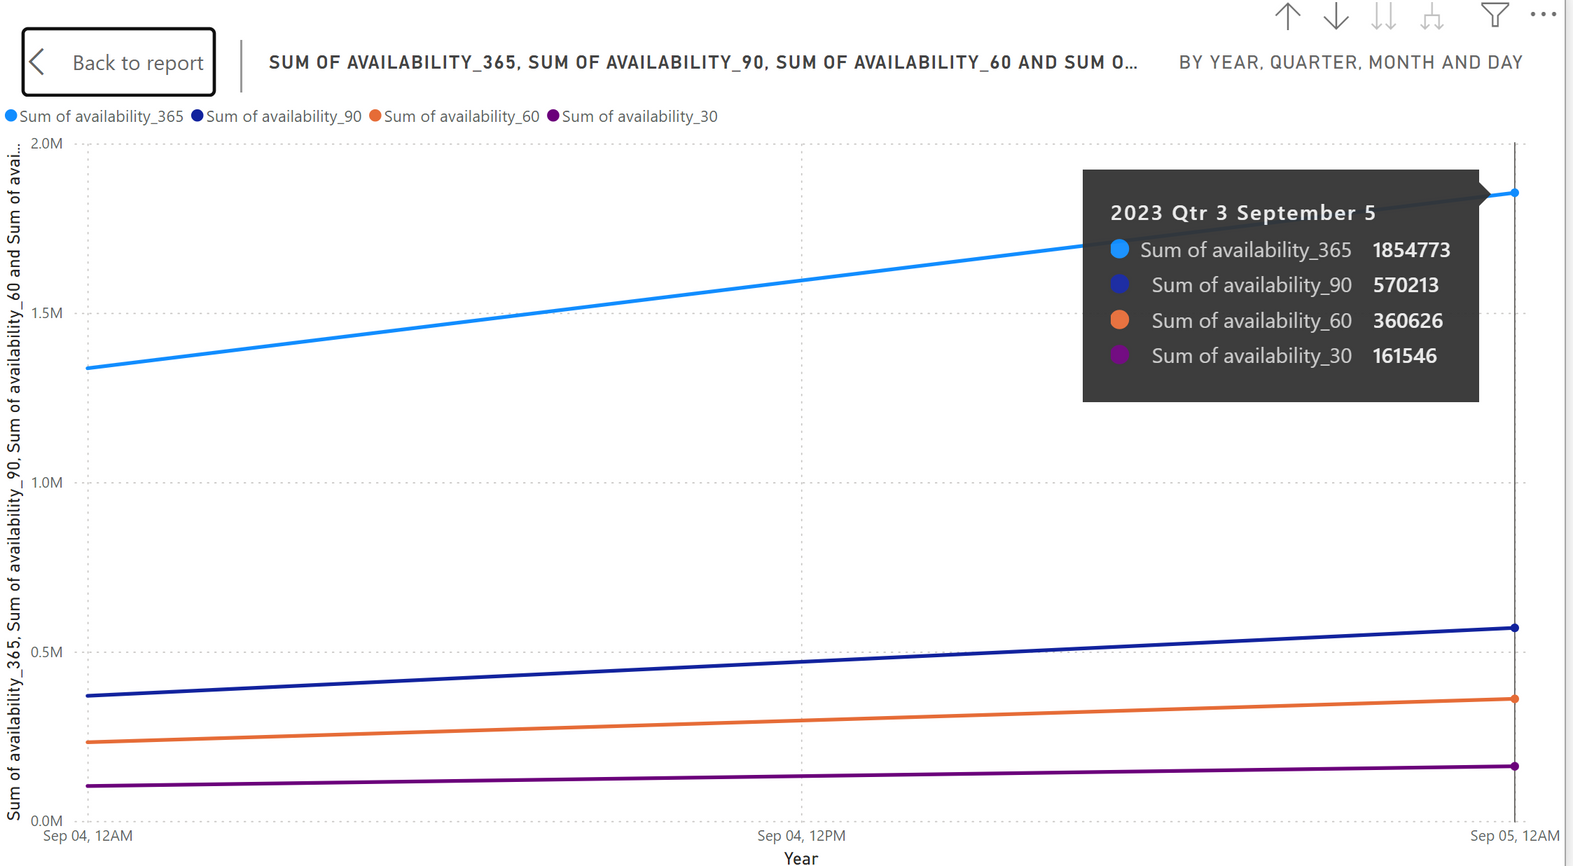 Back to report
SUM OF AVAILABILITY_365, SUM OF AVAILABILITY_90, SUM OF AVAILABILITY_60 AND SUM O...
BY YEAR, QUARTER, MONTH AND DAY
Sum of availability_365 Sum of availability_90 Sum of availability_60 Sum of availability_30
Sum of availability_365, Sum of availability_90, Sum of availability_60 and Sum of avai...
2.0M
1.5M
1.0M
0.5M
0.0M
2023 Qtr 3 September 5
Sum of availability_365 1854773
Sum of availability_90 570213
Sum of availability_60 360626
Sum of availability_30 161546
Sep 04, 12AM Sep 04, 12PM Sep 05, 12AM
Year